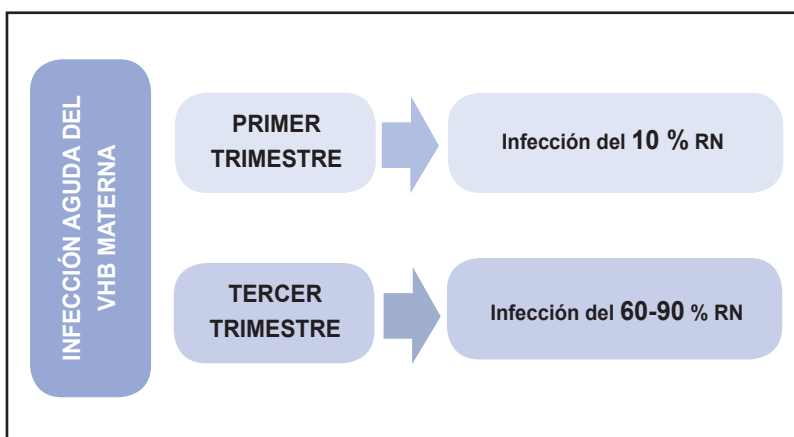 INFECCIÓN AGUDA DEL
VHB MATERNA
PRIMER
TRIMESTRE
Infección del 10 % RN
TERCER
TRIMESTRE
Infección del 60-90 % RN